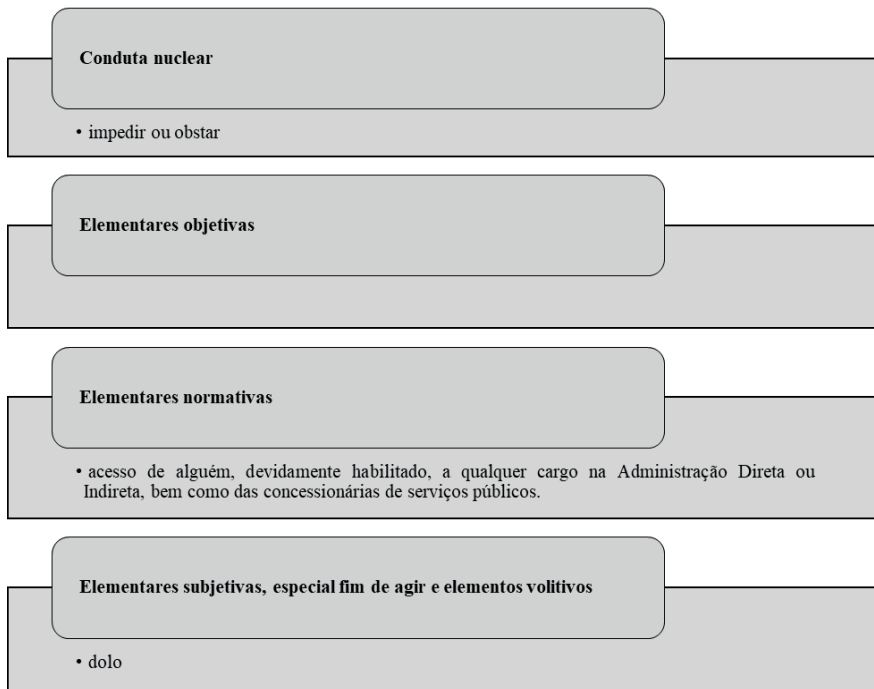 Conduta nuclear
• impedir ou obstar
Elementares objetivas
Elementares normativas
• acesso de alguém, devidamente habilitado, a qualquer cargo na Administração Direta ou
Indireta, bem como das concessionárias de serviços públicos.
Elementares subjetivas, especial fim de agir e elementos volitivos
• dolo